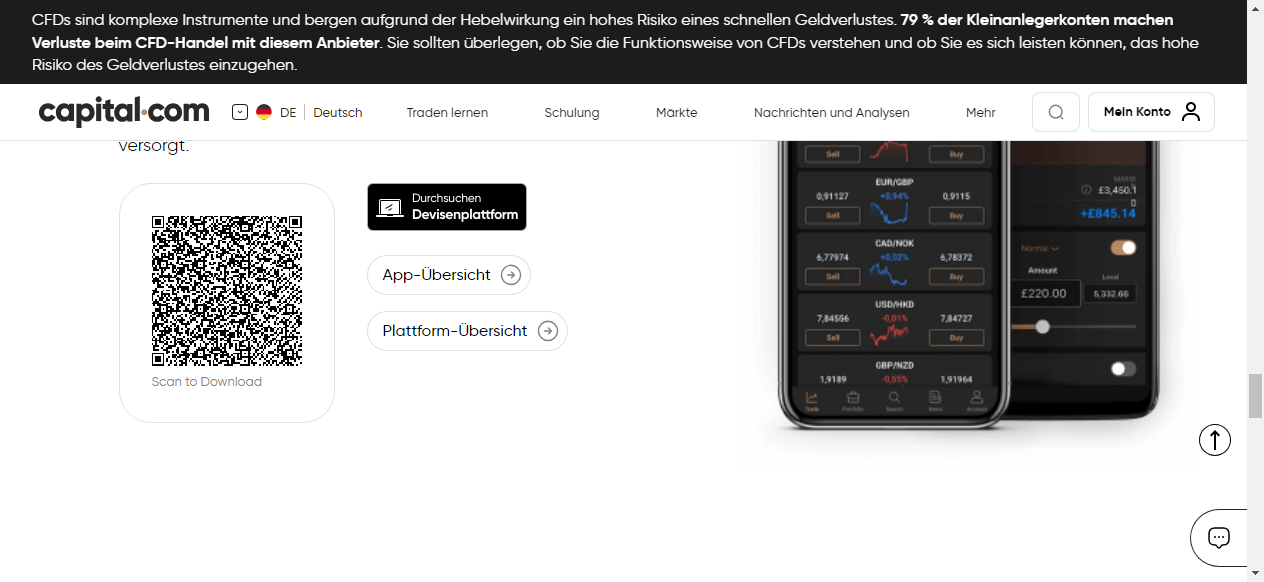 CFDs sind komplexe Instrumente und bergen aufgrund der Hebelwirkung ein hohes Risiko eines schnellen Geldverlustes. 79 % der Kleinanlegerkonten machen
Verluste beim CFD-Handel mit diesem Anbieter. Sie sollten überlegen, ob Sie die Funktionsweise von CFDs verstehen und ob Sie es sich leisten können, das hohe
Risiko des Geldverlustes einzugehen.
capital.com
DE Deutsch
Traden lernen
Schulung
Märkte
Nachrichten und Analysen
Mehr
Mein Konto
versorgt.
Scan to Download
Durchsuchen
Devisenplattform
App-Übersicht
Plattform-Übersicht
Sell Buy
EUR/GBP
0,91127 +0,94% 0,9115
Sell Buy
CAD/NOK
6,77974 +0,02% 6,78372
Sell Buy
USD/HKD
7,84556 -0,01% 7,84727
Sell Buy
GBP/NZD
1,9189 -0,55% 1,91964
Trade Portfolio Search News Account
£3,450.1
0
+£845.14
Normal
Amount Level
£220.00 5,332.66